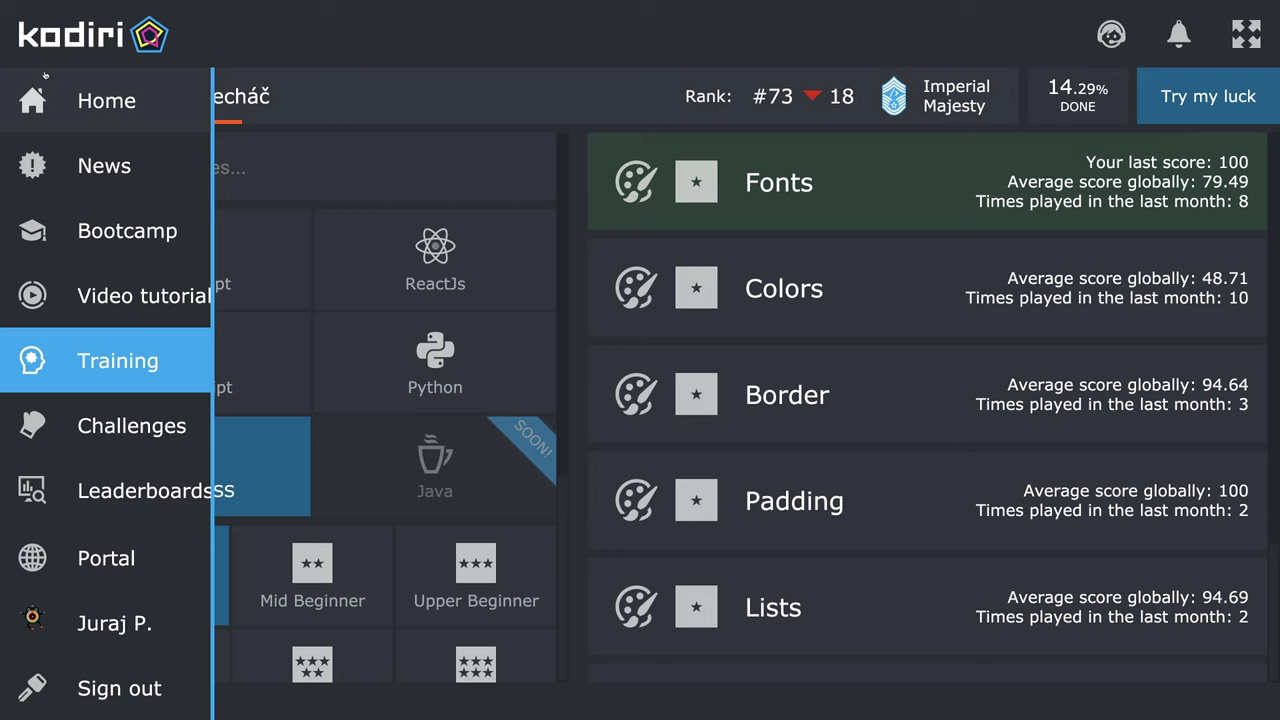 kodiri
Home
News
Bootcamp
Video tutorial
Training
Challenges
Leaderboards
Portal
Juraj P.
Sign out
echáč
Rank: #73 18
Imperial
Majesty
14.29%
DONE
Try my luck
es...
pt
ReactJs
ipt
Python
ss
SOON!
Java
Mid Beginner
Upper Beginner
Fonts
Your last score: 100
Average score globally: 79.49
Times played in the last month: 8
Colors
Average score globally: 48.71
Times played in the last month: 10
Border
Average score globally: 94.64
Times played in the last month: 3
Padding
Average score globally: 100
Times played in the last month: 2
Lists
Average score globally: 94.69
Times played in the last month: 2